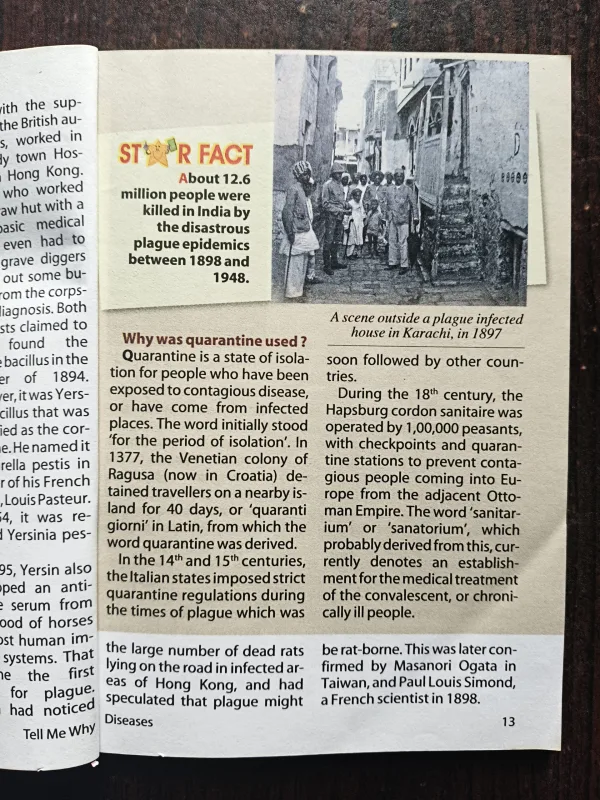 with the sup-
the British au-
s, worked in
dy town Hos-
Hong Kong.
who worked
raw hut with a
basic medical
even had to
grave diggers
out some bu-
rom the corps-
diagnosis. Both
sts claimed to
found the
bacillus in the
er of 1894.
ver, it was Yers-
cillus that was
fied as the cor-
ne. He named it
rella pestis in
r of his French
, Louis Pasteur.
54, it was re-
d Yersinia pes-
95, Yersin also
oped an anti-
e serum from
ood of horses
ost human im-
systems. That
ne the first
for plague.
had noticed
Tell Me Why
STAR FACT
About 12.6
million people were
killed in India by
the disastrous
plague epidemics
between 1898 and
1948.
A scene outside a plague infected
house in Karachi, in 1897
Why was quarantine used ?
Quarantine is a state of isola-
tion for people who have been
exposed to contagious disease,
or have come from infected
places. The word initially stood
'for the period of isolation'. In
1377, the Venetian colony of
Ragusa (now in Croatia) de-
tained travellers on a nearby is-
land for 40 days, or 'quaranti
giorni' in Latin, from which the
word quarantine was derived.
In the 14th and 15th centuries,
the Italian states imposed strict
quarantine regulations during
the times of plague which was
soon followed by other coun-
tries.
During the 18th century, the
Hapsburg cordon sanitaire was
operated by 1,00,000 peasants,
with checkpoints and quaran-
tine stations to prevent conta-
gious people coming into Eu-
rope from the adjacent Otto-
man Empire. The word 'sanitar-
ium' or 'sanatorium', which
probably derived from this, cur-
rently denotes an establish-
ment for the medical treatment
of the convalescent, or chroni-
cally ill people.
the large number of dead rats
lying on the road in infected ar-
eas of Hong Kong, and had
speculated that plague might
be rat-borne. This was later con-
firmed by Masanori Ogata in
Taiwan, and Paul Louis Simond,
a French scientist in 1898.
Diseases
13